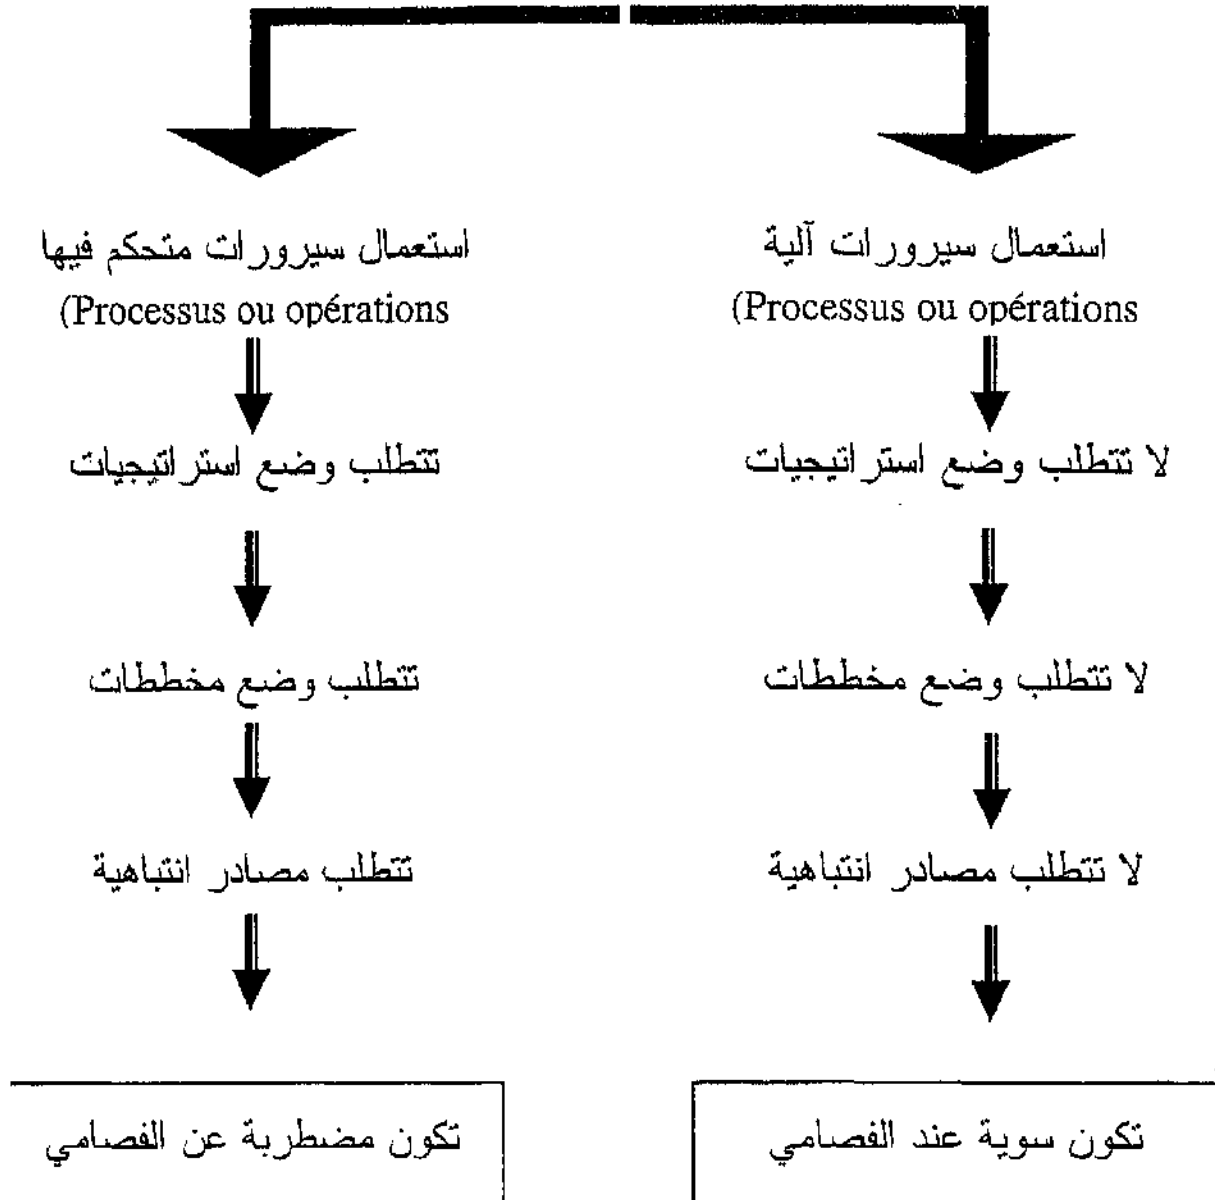 استعمال سيرورات آلية
(Processus ou opérations
لا تتطلب وضع استراتيجيات
لا تتطلب وضع مخططات
لا تتطلب مصادر انتباهية
تكون سوية عند الفصامي
استعمال سيرورات متحكم فيها
(Processus ou opérations
تتطلب وضع استراتيجيات
تتطلب وضع مخططات
تتطلب مصادر انتباهية
تكون مضطربة عن الفصامي